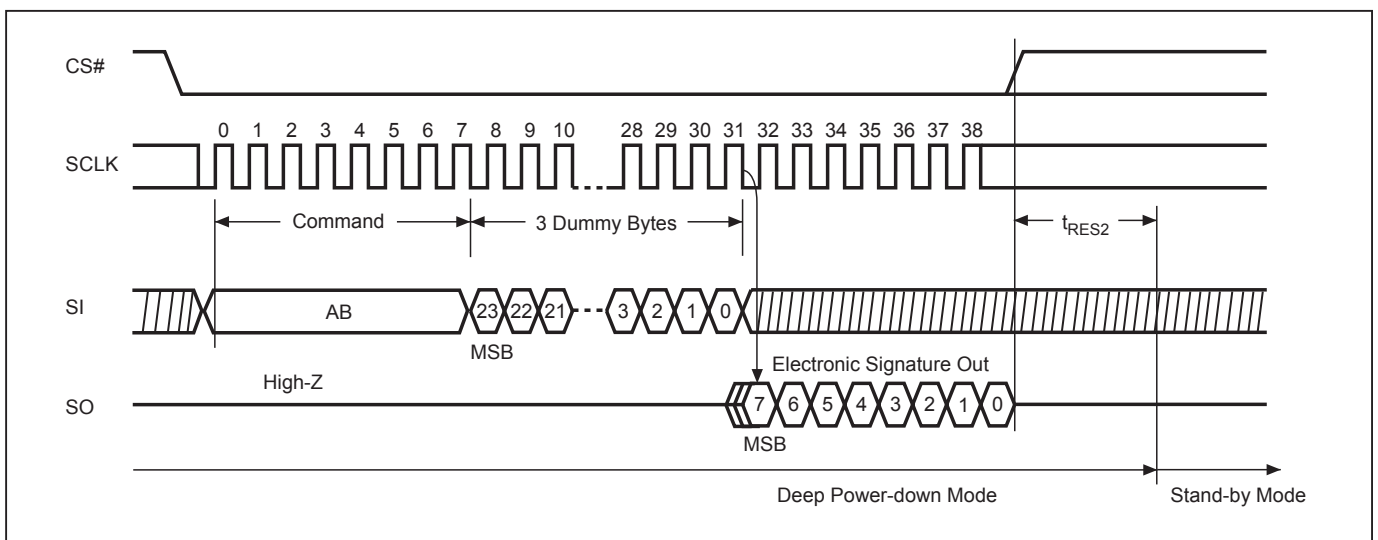 CS#
0 1 2 3 4 5 6 7 8 9 10 28 29 30 31 32 33 34 35 36 37 38
SCLK
Command 3 Dummy Bytes tRES2
SI AB 23 22 21 3 2 1 0
MSB
High-Z Electronic Signature Out
SO 7 6 5 4 3 2 1 0
MSB
Deep Power-down Mode Stand-by Mode